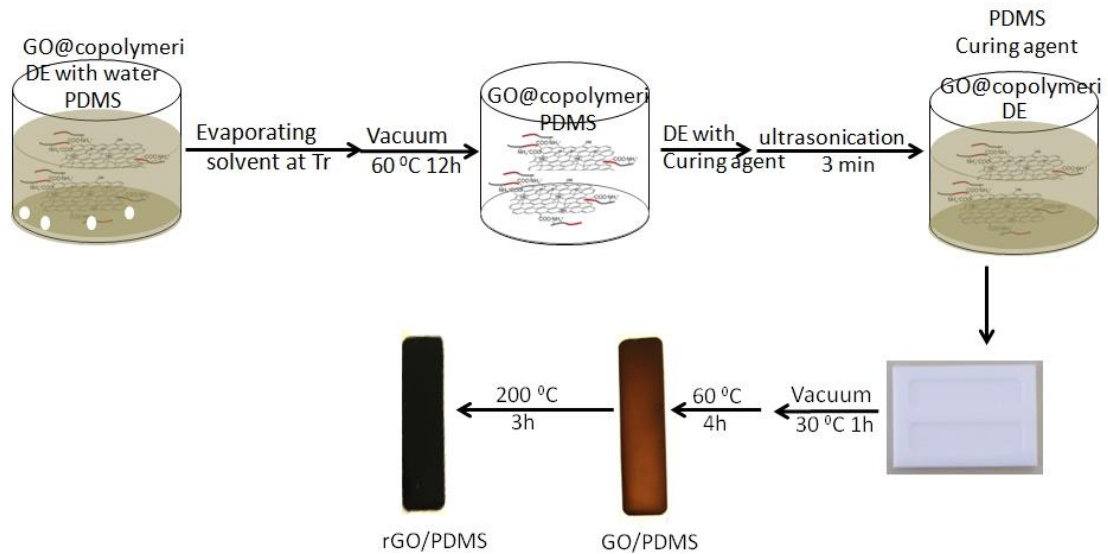 GO@copolymeri
DE with water
PDMS
Evaporating
solvent at Tr
Vacuum
60 ⁰C 12h
GO@copolymeri
PDMS
DE with
Curing agent
ultrasonication
3 min
PDMS
Curing agent
GO@copolymeri
DE
Vacuum
30 ⁰C 1h
60 ⁰C
4h
200 ⁰C
3h
rGO/PDMS
GO/PDMS